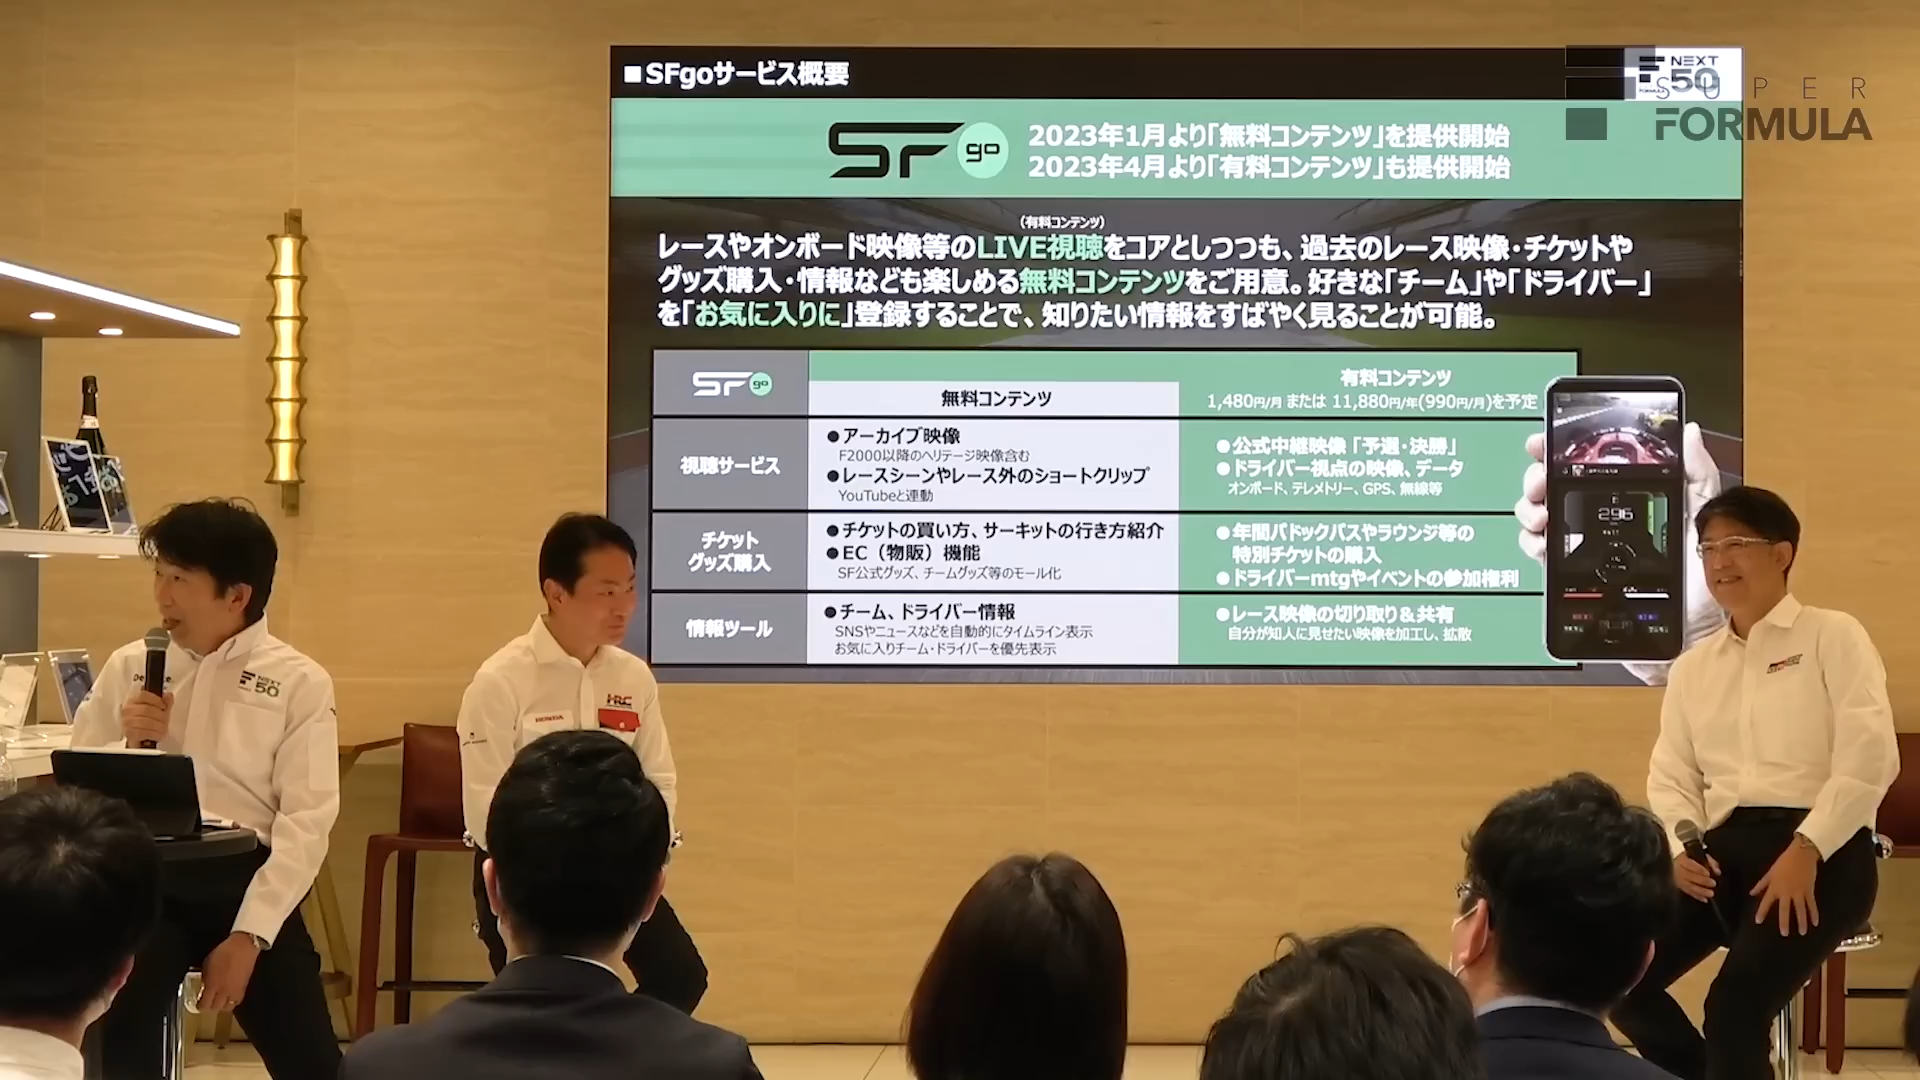 ■SFgoサービス概要
NEXT
50
SUPER
FORMULA
SF go
2023年1月より「無料コンテンツ」を提供開始
2023年4月より「有料コンテンツ」も提供開始
（有料コンテンツ）
レースやオンボード映像等のLIVE視聴をコアとしつつも、過去のレース映像・チケットや
グッズ購入・情報なども楽しめる無料コンテンツをご用意。好きな「チーム」や「ドライバー」
を「お気に入りに」登録することで、知りたい情報をすばやく見ることが可能。
SF go
無料コンテンツ
有料コンテンツ
1,480円/月 または 11,880円/年(990円/月)を予定
視聴サービス
●アーカイブ映像
F2000以降のヘリテージ映像含む
●レースシーンやレース外のショートクリップ
YouTubeと連動
●公式中継映像「予選・決勝」
●ドライバー視点の映像、データ
オンボード、テレメトリー、GPS、無線等
チケット
グッズ購入
●チケットの買い方、サーキットの行き方紹介
●EC（物販）機能
SF公式グッズ、チームグッズ等のモール化
●年間パドックパスやラウンジ等の
特別チケットの購入
●ドライバーmtgやイベントの参加権利
情報ツール
●チーム、ドライバー情報
SNSやニュースなどを自動的にタイムライン表示
お気に入りチーム・ドライバーを優先表示
●レース映像の切り取り＆共有
自分が知人に見せたい映像を加工し、拡散
296
NEXT
50
HRC
HONDA